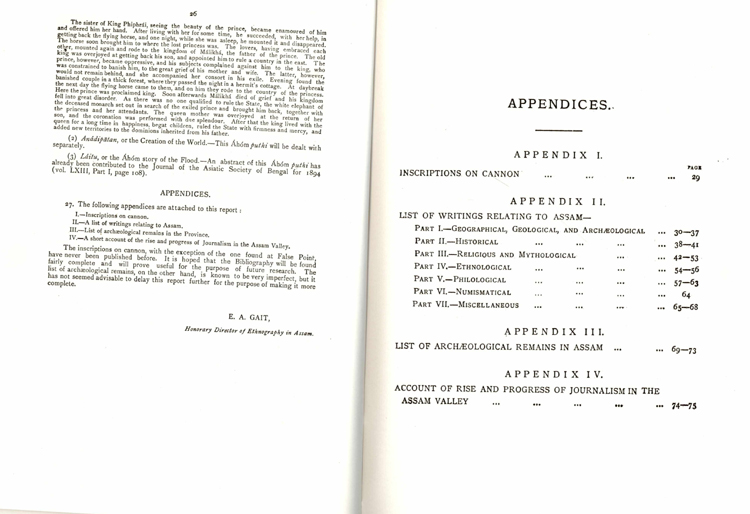 26
The sister of King Phiphéti, seeing the beauty of the prince, became enamoured of him
and offered him her hand. After living with her for some time, he succeeded, with her help, in
getting back the flying horse, and one night, while she was asleep, he mounted it and disappeared.
The horse soon brought him to where the lost princess was. The lovers, having embraced each
other, mounted again and rode to the kingdom of Málíkhá, the father of the prince. The old
king was overjoyed at getting back his son, and appointed him to rule a country in the east. The
prince, however, became oppressive, and his subjects complained against him to the king, who
was constrained to banish him, to the great grief of his mother and wife. The latter, however,
would not remain behind, and she accompanied her consort in his exile. Evening found the
banished couple in a thick forest, where they passed the night in a hermit's cottage. At daybreak
the next day the flying horse came to them, and on him they rode to the country of the princess.
Here the prince was proclaimed king. Soon afterwards Málíkhá died of grief and his kingdom
fell into great disorder. As there was no one qualified to rule the State, the white elephant of
the deceased monarch set out in search of the exiled prince and brought him back, together with
the princess and her attendants. The queen mother was overjoyed at the return of her
son, and the coronation was performed with due splendour. After that the king lived with the
queen for a long time in happiness, begat children, ruled the State with firmness and mercy, and
added new territories to the dominions inherited from his father.
(2) Anádipátan, or the Creation of the World.—This Áhóm puthi will be dealt with
separately.
(3) Láitu, or the Áhóm story of the Flood.—An abstract of this Áhóm puthi has
already been contributed to the Journal of the Asiatic Society of Bengal for 1894
(vol. LXIII, Part I, page 108).
APPENDICES.
27. The following appendices are attached to this report:
I.—Inscriptions on cannon.
II.—A list of writings relating to Assam.
III.—List of archæological remains in the Province.
IV.—A short account of the rise and progress of Journalism in the Assam Valley.
The inscriptions on cannon, with the exception of the one found at False Point,
have never been published before. It is hoped that the Bibliography will be found
fairly complete and will prove useful for the purpose of future research. The
list of archæological remains, on the other hand, is known to be very imperfect, but it
has not seemed advisable to delay this report further for the purpose of making it more
complete.
E. A. GAIT,
Honorary Director of Ethnography in Assam.
APPENDICES.
APPENDIX I.
PAGE
INSCRIPTIONS ON CANNON ... ... ... ... 29
APPENDIX II.
LIST OF WRITINGS RELATING TO ASSAM—
PART I.—GEOGRAPHICAL, GEOLOGICAL, AND ARCHÆOLOGICAL ... 30—37
PART II.—HISTORICAL ... ... ... ... 38—41
PART III.—RELIGIOUS AND MYTHOLOGICAL ... ... 42—53
PART IV.—ETHNOLOGICAL ... ... ... ... 54—56
PART V.—PHILOLOGICAL ... ... ... ... 57—63
PART VI.—NUMISMATICAL ... ... ... ... 64
PART VII.—MISCELLANEOUS ... ... ... ... 65—68
APPENDIX III.
LIST OF ARCHÆOLOGICAL REMAINS IN ASSAM ... ... 69—73
APPENDIX IV.
ACCOUNT OF RISE AND PROGRESS OF JOURNALISM IN THE
ASSAM VALLEY ... ... ... ... ... 74—75